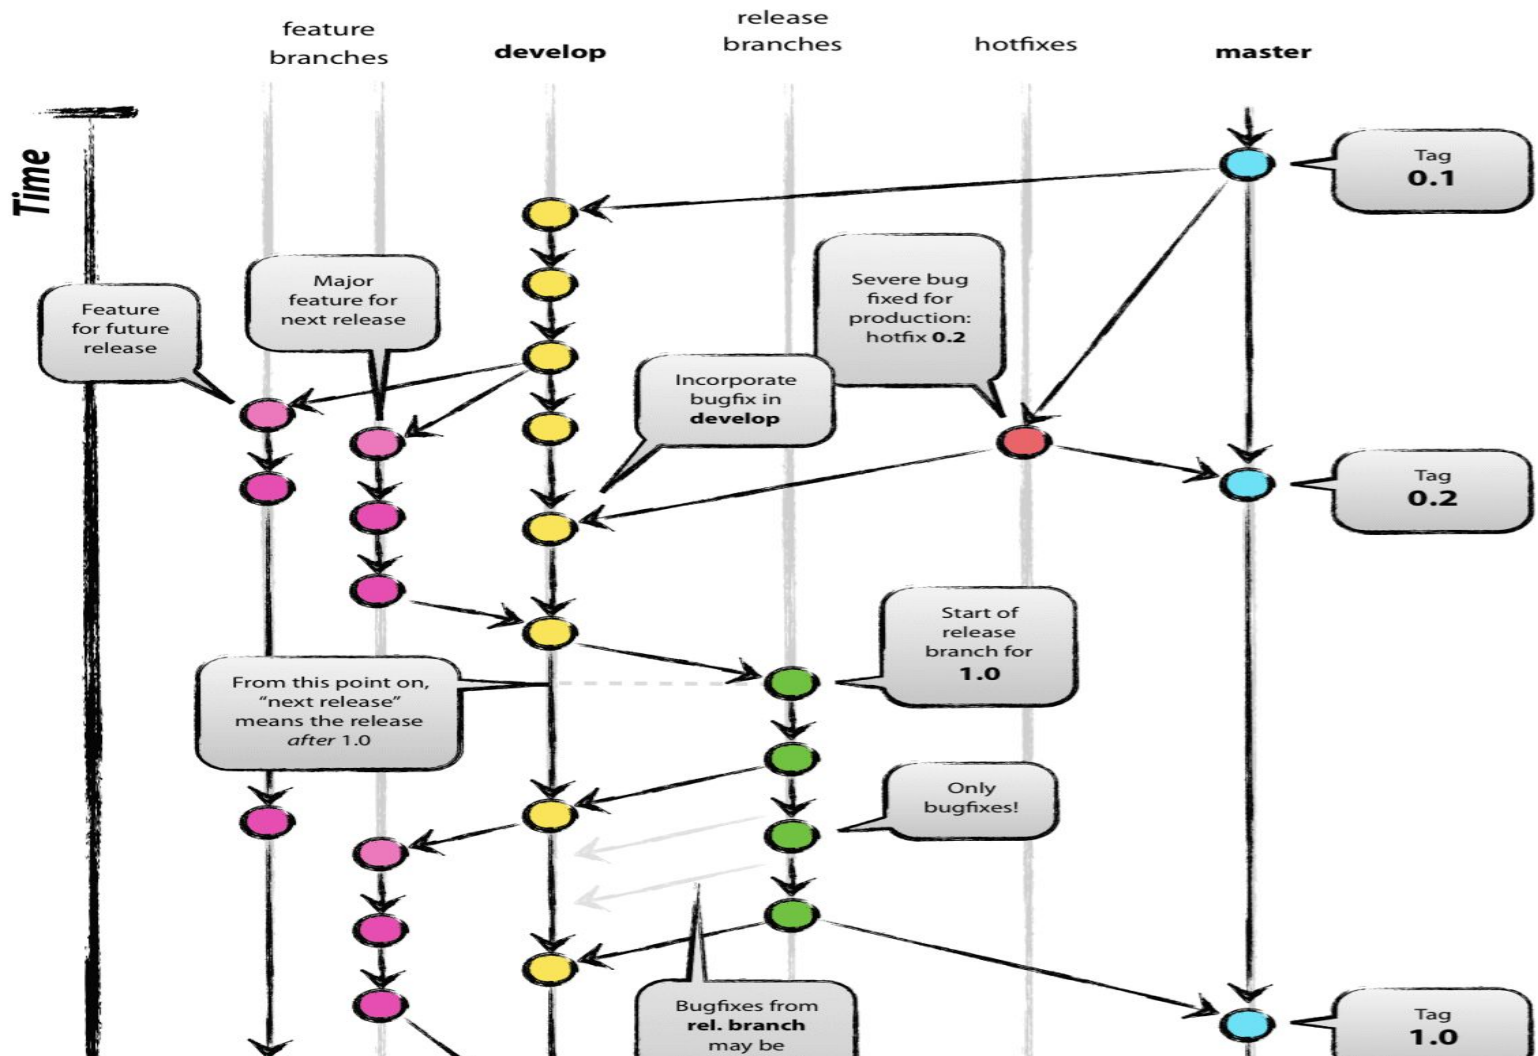 feature
branches
develop
release
branches
hotfixes
master
Time
Tag
0.1
Major
feature for
next release
Feature
for future
release
Severe bug
fixed for
production:
hotfix 0.2
Incorporate
bugfix in
develop
Tag
0.2
Start of
release
branch for
1.0
From this point on,
“next release”
means the release
after 1.0
Only
bugfixes!
Bugfixes from
rel. branch
may be
Tag
1.0